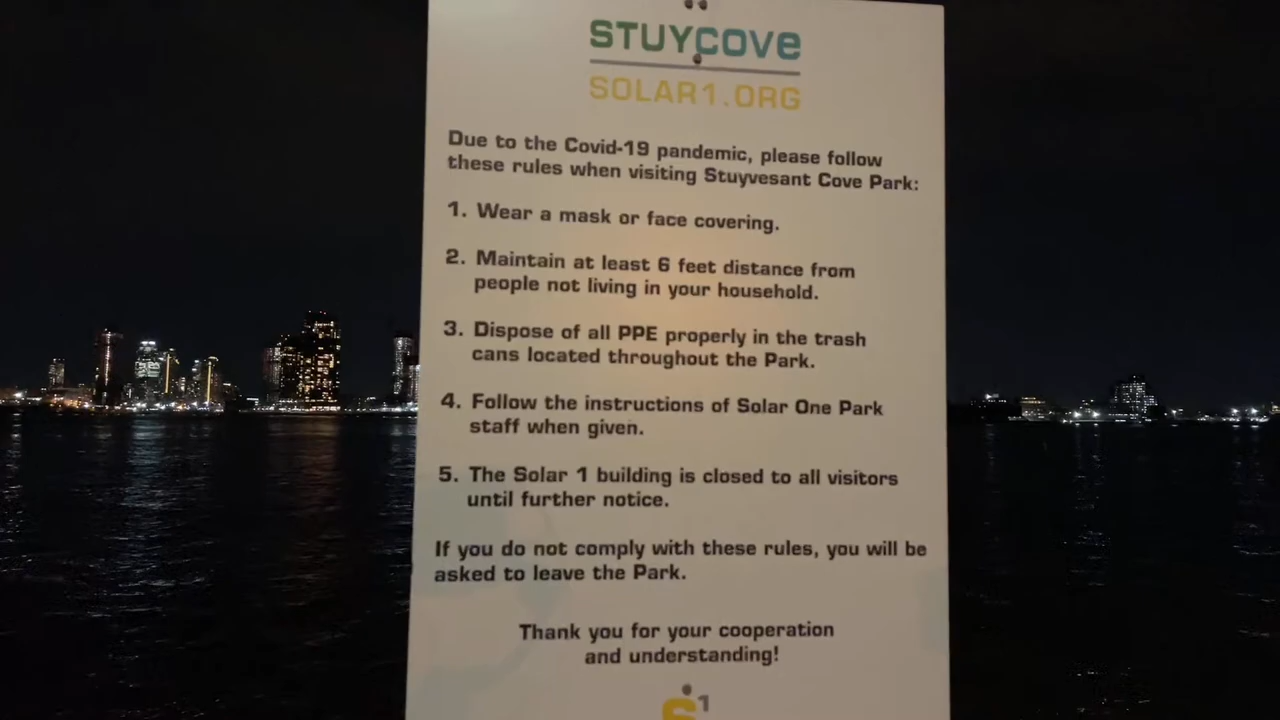 STUYCOVE
SOLAR1.ORG
Due to the Covid-19 pandemic, please follow
these rules when visiting Stuyvesant Cove Park:
1. Wear a mask or face covering.
2. Maintain at least 6 feet distance from
people not living in your household.
3. Dispose of all PPE properly in the trash
cans located throughout the Park.
4. Follow the instructions of Solar One Park
staff when given.
5. The Solar 1 building is closed to all visitors
until further notice.
If you do not comply with these rules, you will be
asked to leave the Park.
Thank you for your cooperation
and understanding!
S1